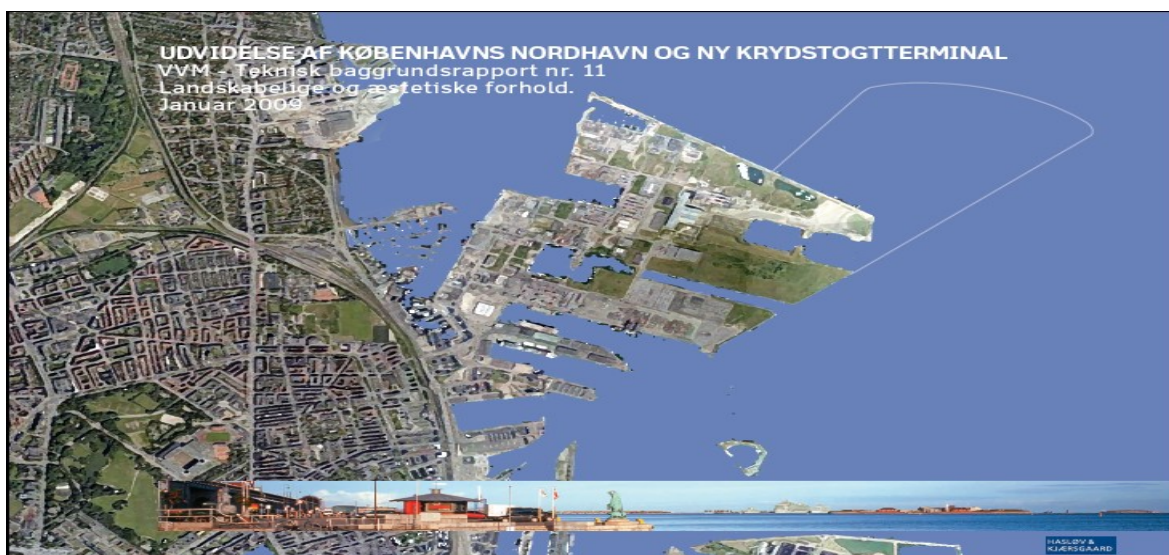 UDVIDELSE AF KØBENHAVNS NORDHAVN OG NY KRYDSTOGTTERMINAL
VVM - Teknisk baggrundsrapport nr. 11
Landskabelige og æstetiske forhold.
Januar 2009
HASLØV &
KJÆRSGAARD